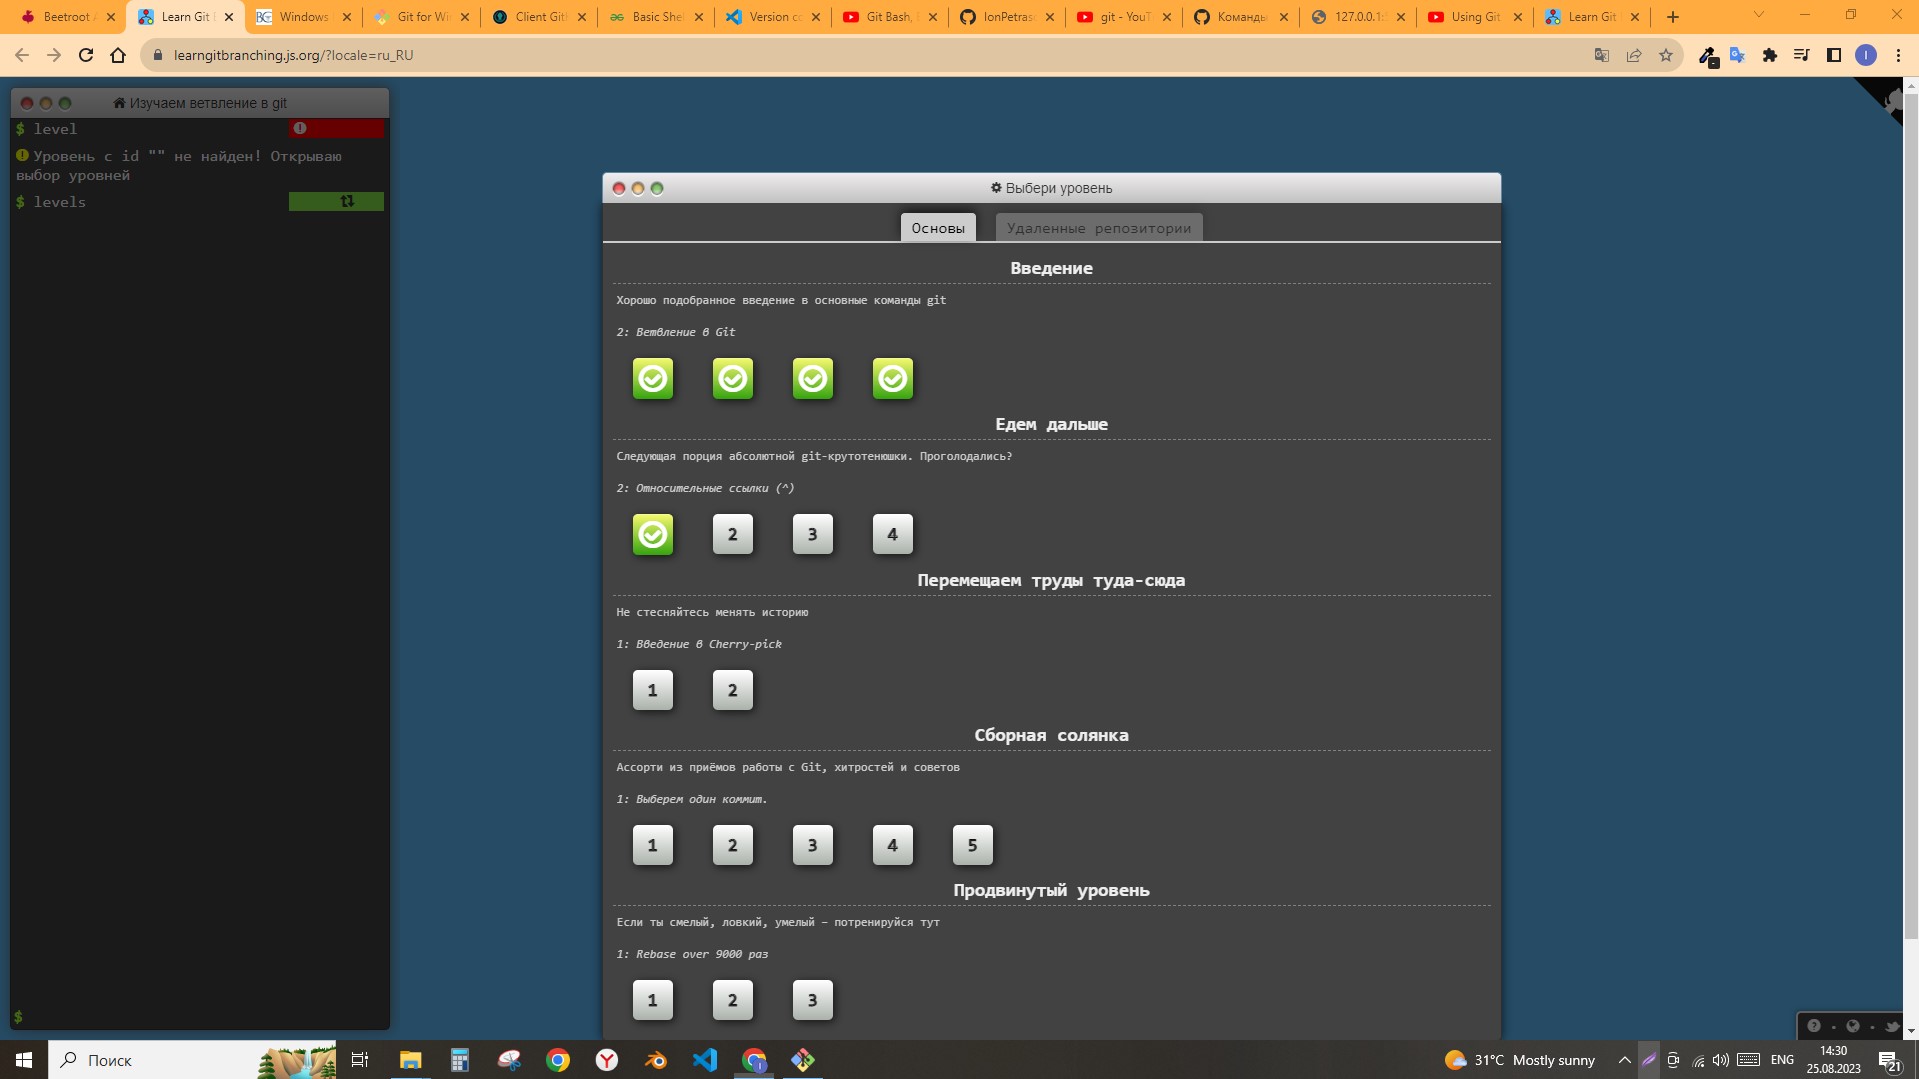 Beetroot
Learn Git
Windows
Git for Wi
Client Git
Basic Shel
Version co
Git Bash,
IonPetras
git - YouT
Команды
127.0.0.1:
Using Git
Learn Git
learngitbranching.js.org/?locale=ru_RU
I
Изучаем ветвление в git
$ level
Уровень с id "" не найден! Открываю
выбор уровней
$ levels
$
Выбери уровень
Основы
Удаленные репозитории
Введение
Хорошо подобранное введение в основные команды git
2: Ветвление в Git
Едем дальше
Следующая порция абсолютной git-крутотенюшки. Проголодались?
2: Относительные ссылки (^)
2 3 4
Перемещаем труды туда-сюда
Не стесняйтесь менять историю
1: Введение в Cherry-pick
1 2
Сборная солянка
Ассорти из приёмов работы с Git, хитростей и советов
1: Выберем один коммит.
1 2 3 4 5
Продвинутый уровень
Если ты смелый, ловкий, умелый – потренируйся тут
1: Rebase over 9000 раз
1 2 3
Поиск
31°C Mostly sunny
ENG
14:30
25.08.2023
21